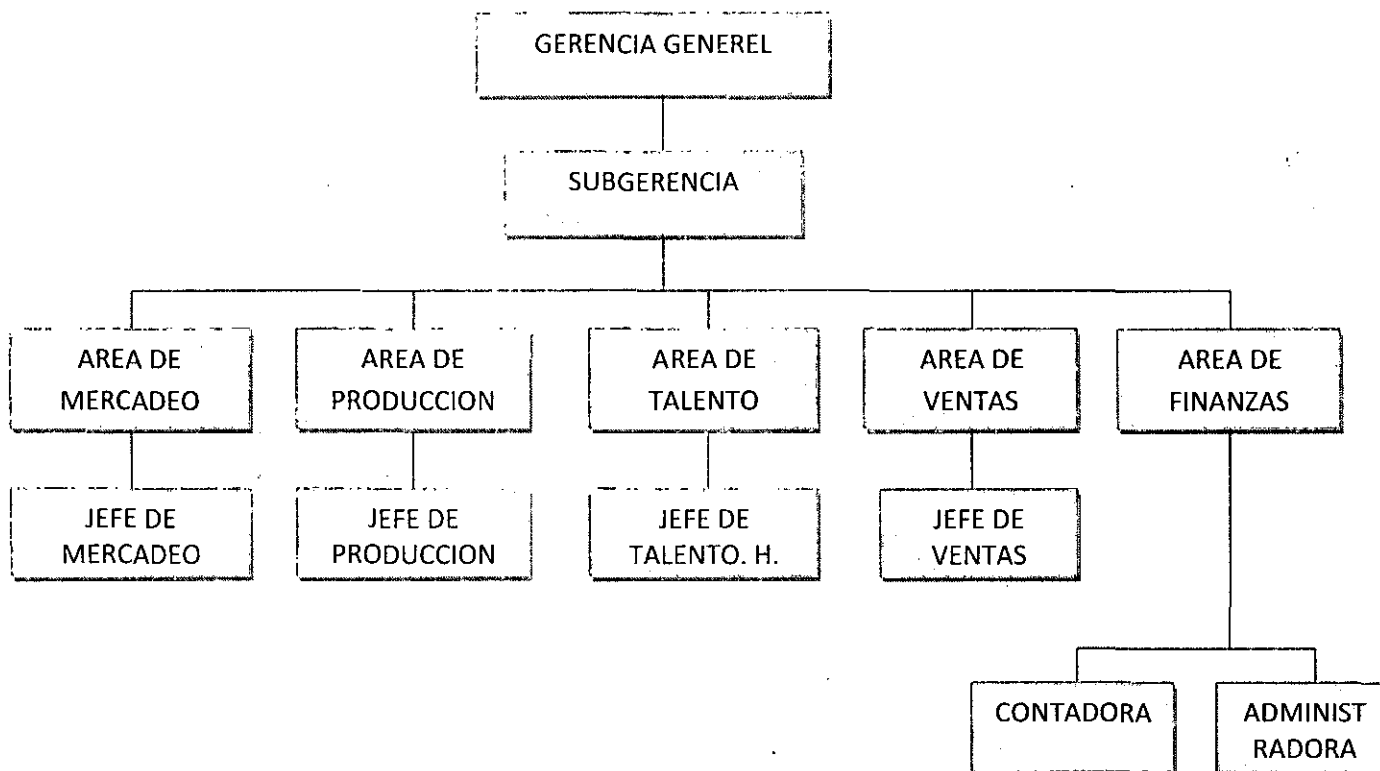 GERENCIA GENEREL
SUBGERENCIA
AREA DE
MERCADEO
AREA DE
PRODUCCION
AREA DE
TALENTO
AREA DE
VENTAS
AREA DE
FINANZAS
JEFE DE
MERCADEO
JEFE DE
PRODUCCION
JEFE DE
TALENTO. H.
JEFE DE
VENTAS
CONTADORA
ADMINIST
RADORA